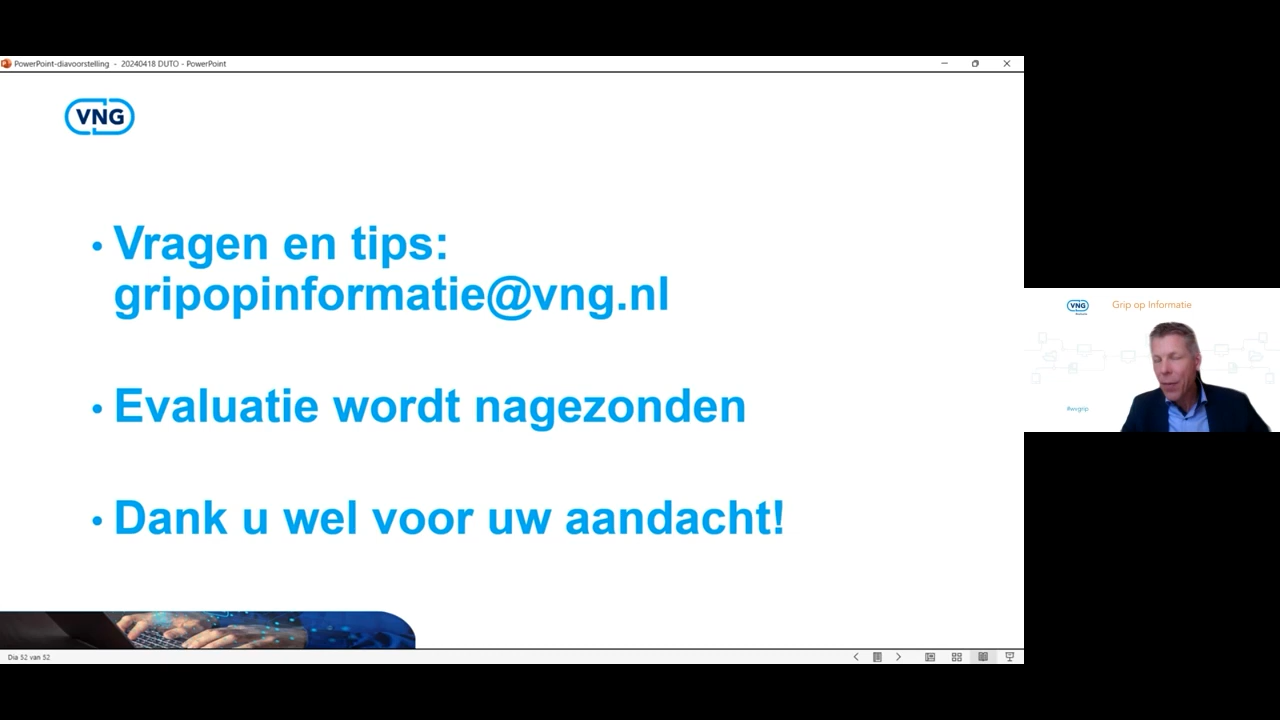 PowerPoint-diavoorstelling - 20240418 DUTO - PowerPoint
VNG
• Vragen en tips:
gripopinformatie@vng.nl
• Evaluatie wordt nagezonden
• Dank u wel voor uw aandacht!
Dia 52 van 52
VNG
Grip op Informatie